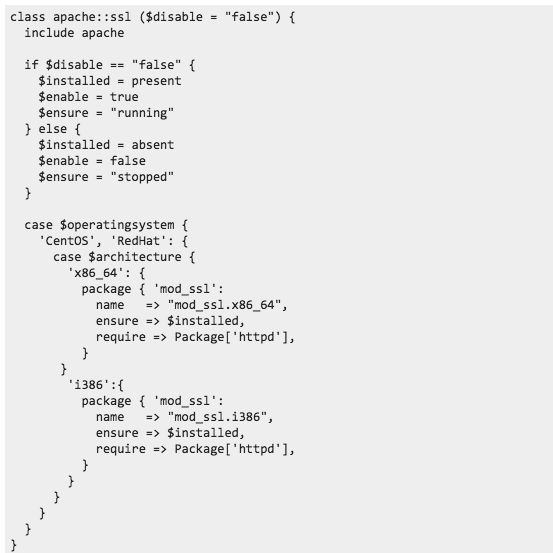 class apache::ssl ($disable = "false") {
  include apache

  if $disable == "false" {
    $installed = present
    $enable = true
    $ensure = "running"
  } else {
    $installed = absent
    $enable = false
    $ensure = "stopped"
  }

  case $operatingsystem {
    'CentOS', 'RedHat': {
      case $architecture {
        'x86_64': {
          package { 'mod_ssl':
            name   => "mod_ssl.x86_64",
            ensure => $installed,
            require => Package['httpd'],
          }
       }
        'i386':{
          package { 'mod_ssl':
            name   => "mod_ssl.i386",
            ensure => $installed,
            require => Package['httpd'],
          }
        }
      }
    }
  }
}